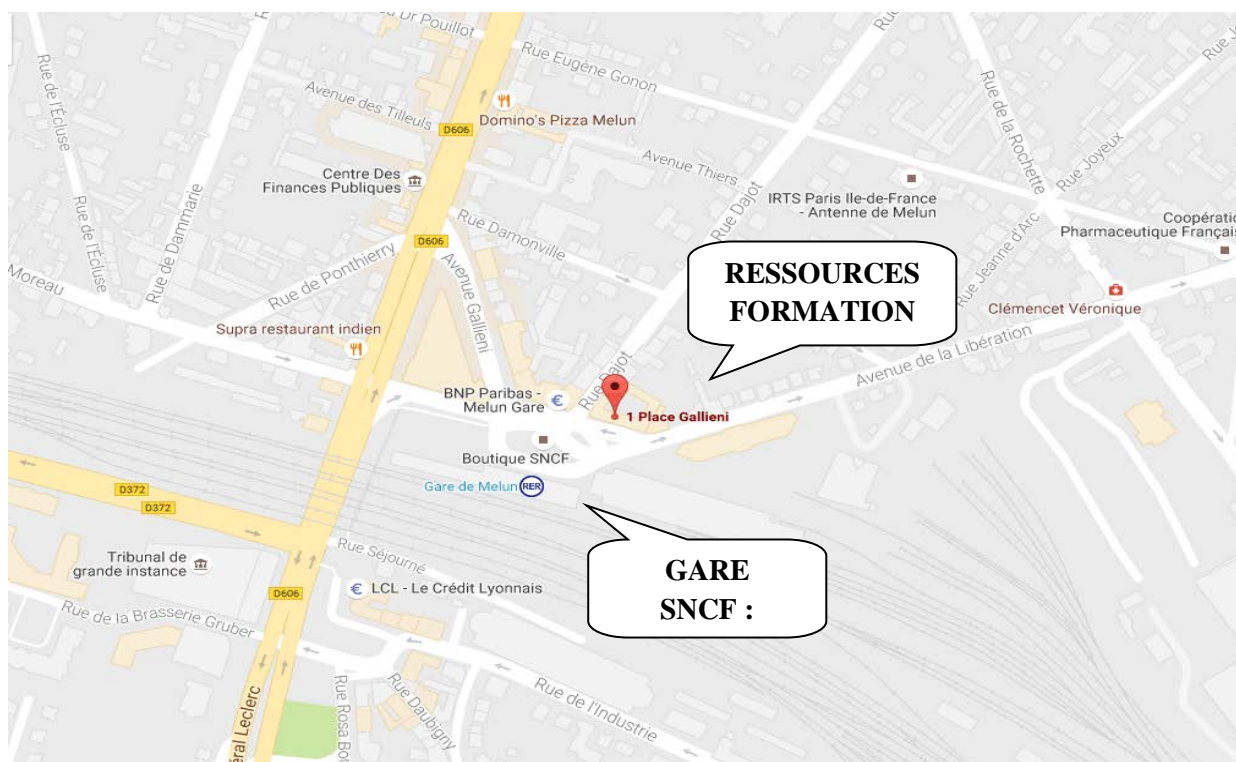 Dr Pouillot
Rue Eugène Gonon
Rue de l'Écluse
Avenue des Tilleuls
Domino's Pizza Melun
D606
Rue de la Rochette
Rue Joyeux
Avenue Thiers
Centre Des
Finances Publiques
IRTS Paris Ile-de-France
- Antenne de Melun
Rue Dajot
Rue de Dammarie
Rue de l'Écluse
Rue Damonville
Rue Jeanne d'Arc
Coopératio
Pharmaceutique Français
D606
Rue de Ponthierry
Avenue Gallieni
Moreau
RESSOURCES
FORMATION
Clémencet Véronique
Supra restaurant indien
Avenue de la Libération
Rue Dajot
BNP Paribas -
Melun Gare
1 Place Gallieni
Boutique SNCF
Gare de Melun
RER
D372
D372
Rue Séjourné
Tribunal de
grande instance
GARE
SNCF :
D606
LCL - Le Crédit Lyonnais
Rue de la Brasserie Gruber
Rue de l'Industrie
Rue Daubigny
Rue Rosa Bo
éral Leclerc